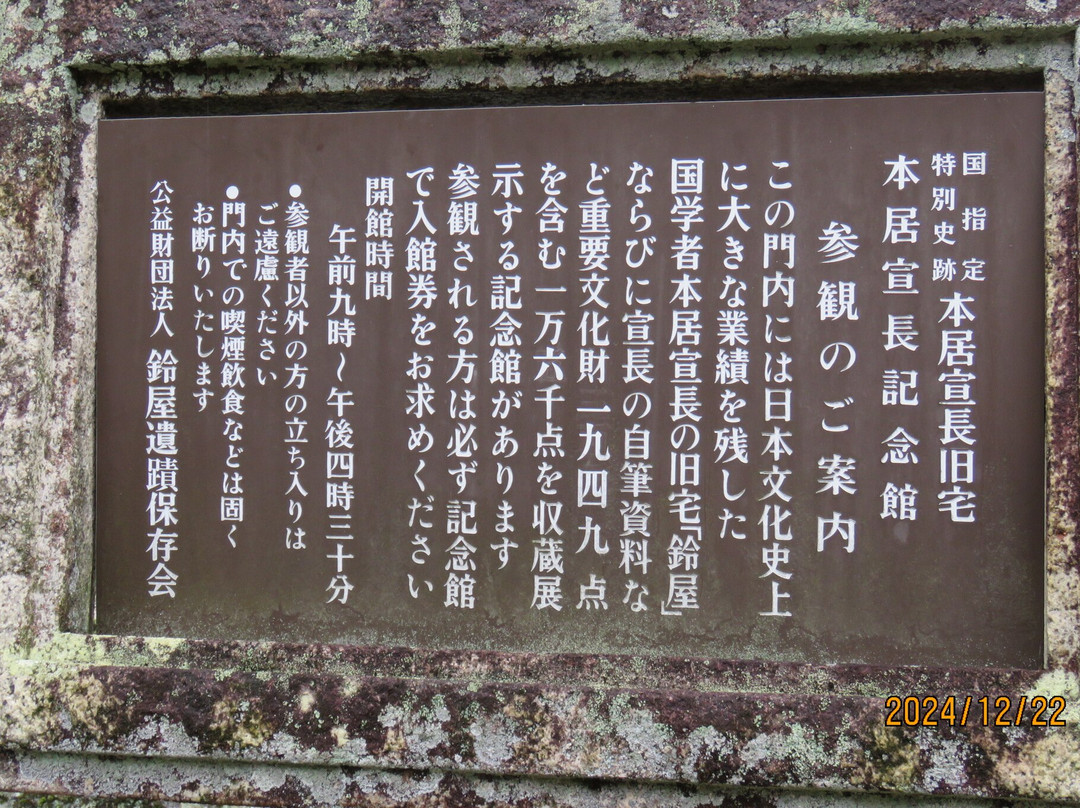 国指定
特別史跡 本居宣長旧宅
本居宣長記念館
参観のご案内
この門内には日本文化史上
に大きな業績を残した
国学者本居宣長の旧宅「鈴屋」
ならびに宣長の自筆資料な
ど重要文化財一九四九点
を含む一万六千点を収蔵展
示する記念館があります
参観される方は必ず記念館
で入館券をお求めください
開館時間
午前九時～午後四時三十分
●参観者以外の方の立ち入りは
ご遠慮ください
●門内での喫煙飲食などは固く
お断りいたします
公益財団法人 鈴屋遺蹟保存会
2024/12/22